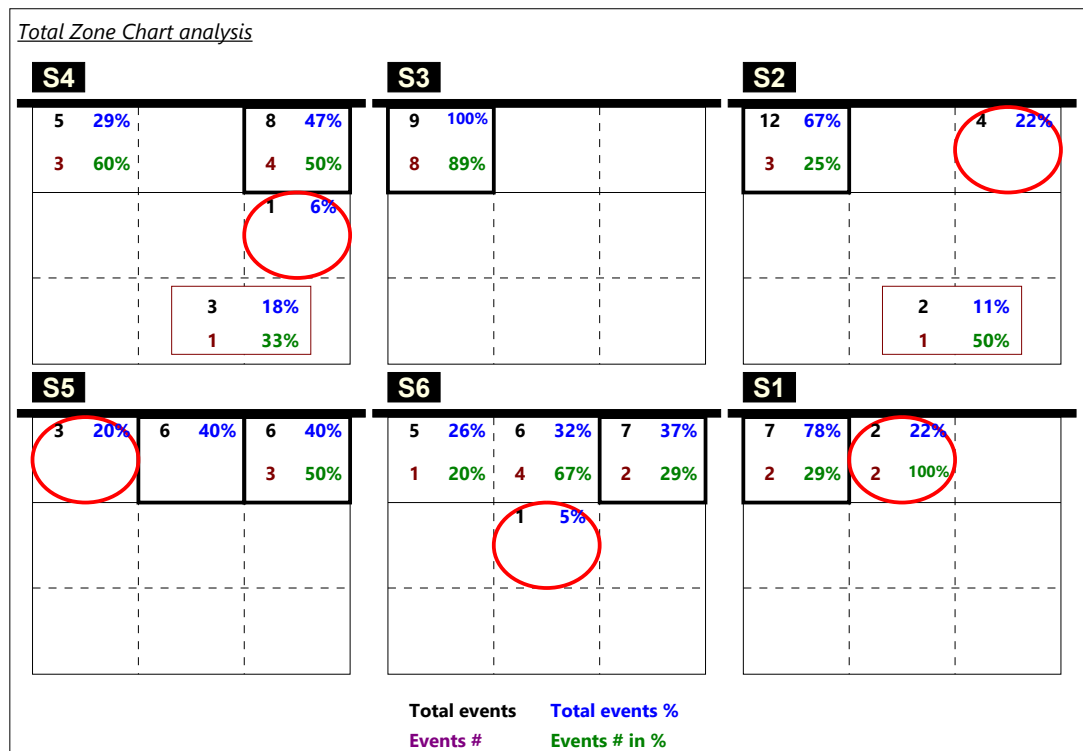 Total Zone Chart analysis
S4 S3 S2
5 29% 8 47% 9 100% 12 67% 4 22%
3 60% 4 50% 8 89% 3 25%
1 6%
3 18% 2 11%
1 33% 1 50%
S5 S6 S1
3 20% 6 40% 6 40% 5 26% 6 32% 7 37% 7 78% 2 22%
3 50% 1 20% 4 67% 2 29% 2 29% 2 100%
1 5%
Total events Total events %
Events # Events # in %